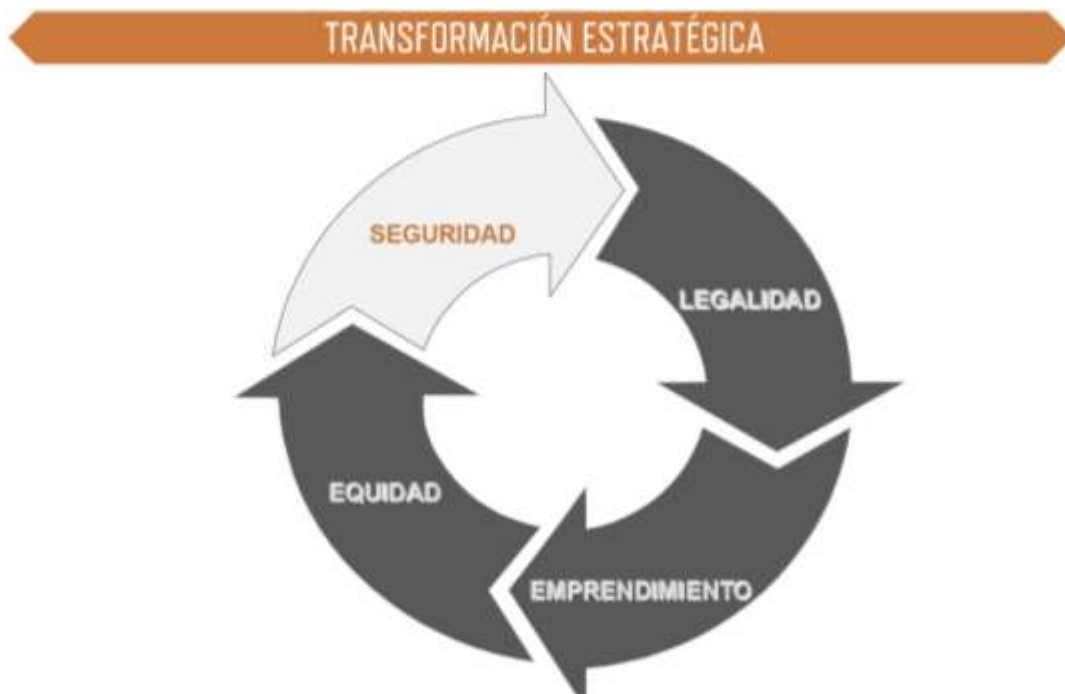 TRANSFORMACIÓN ESTRATÉGICA
SEGURIDAD
LEGALIDAD
EQUIDAD
EMPRENDIMIENTO